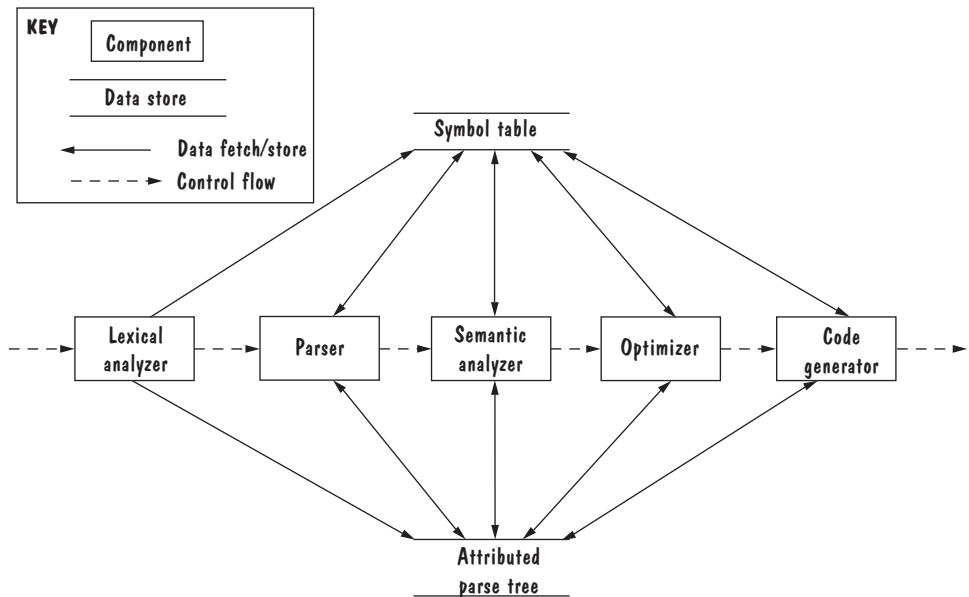 KEY
Component
Data store
Data fetch/store
Control flow
Symbol table
Lexical
analyzer
Parser
Semantic
analyzer
Optimizer
Code
generator
Attributed
parse tree